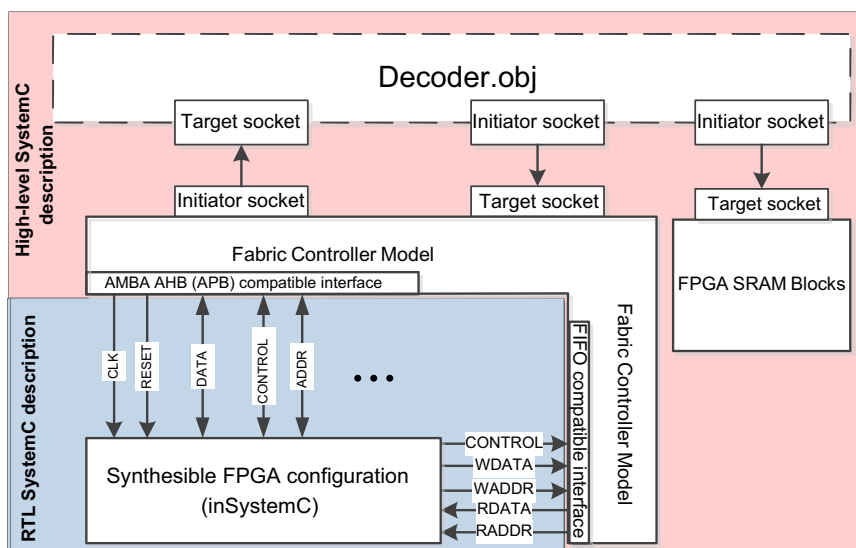 Decoder.obj
Target socket
Initiator socket
Initiator socket
Initiator socket
Target socket
Target socket
High-level SystemC
description
Fabric Controller Model
AMBA AHB (APB) compatible interface
FPGA SRAM Blocks
Fabric Controller Model
FIFO compatible interface
RTL SystemC description
CLK
RESET
DATA
CONTROL
ADDR
...
Synthesible FPGA configuration
(inSystemC)
CONTROL
WDATA
WADDR
RDATA
RADDR